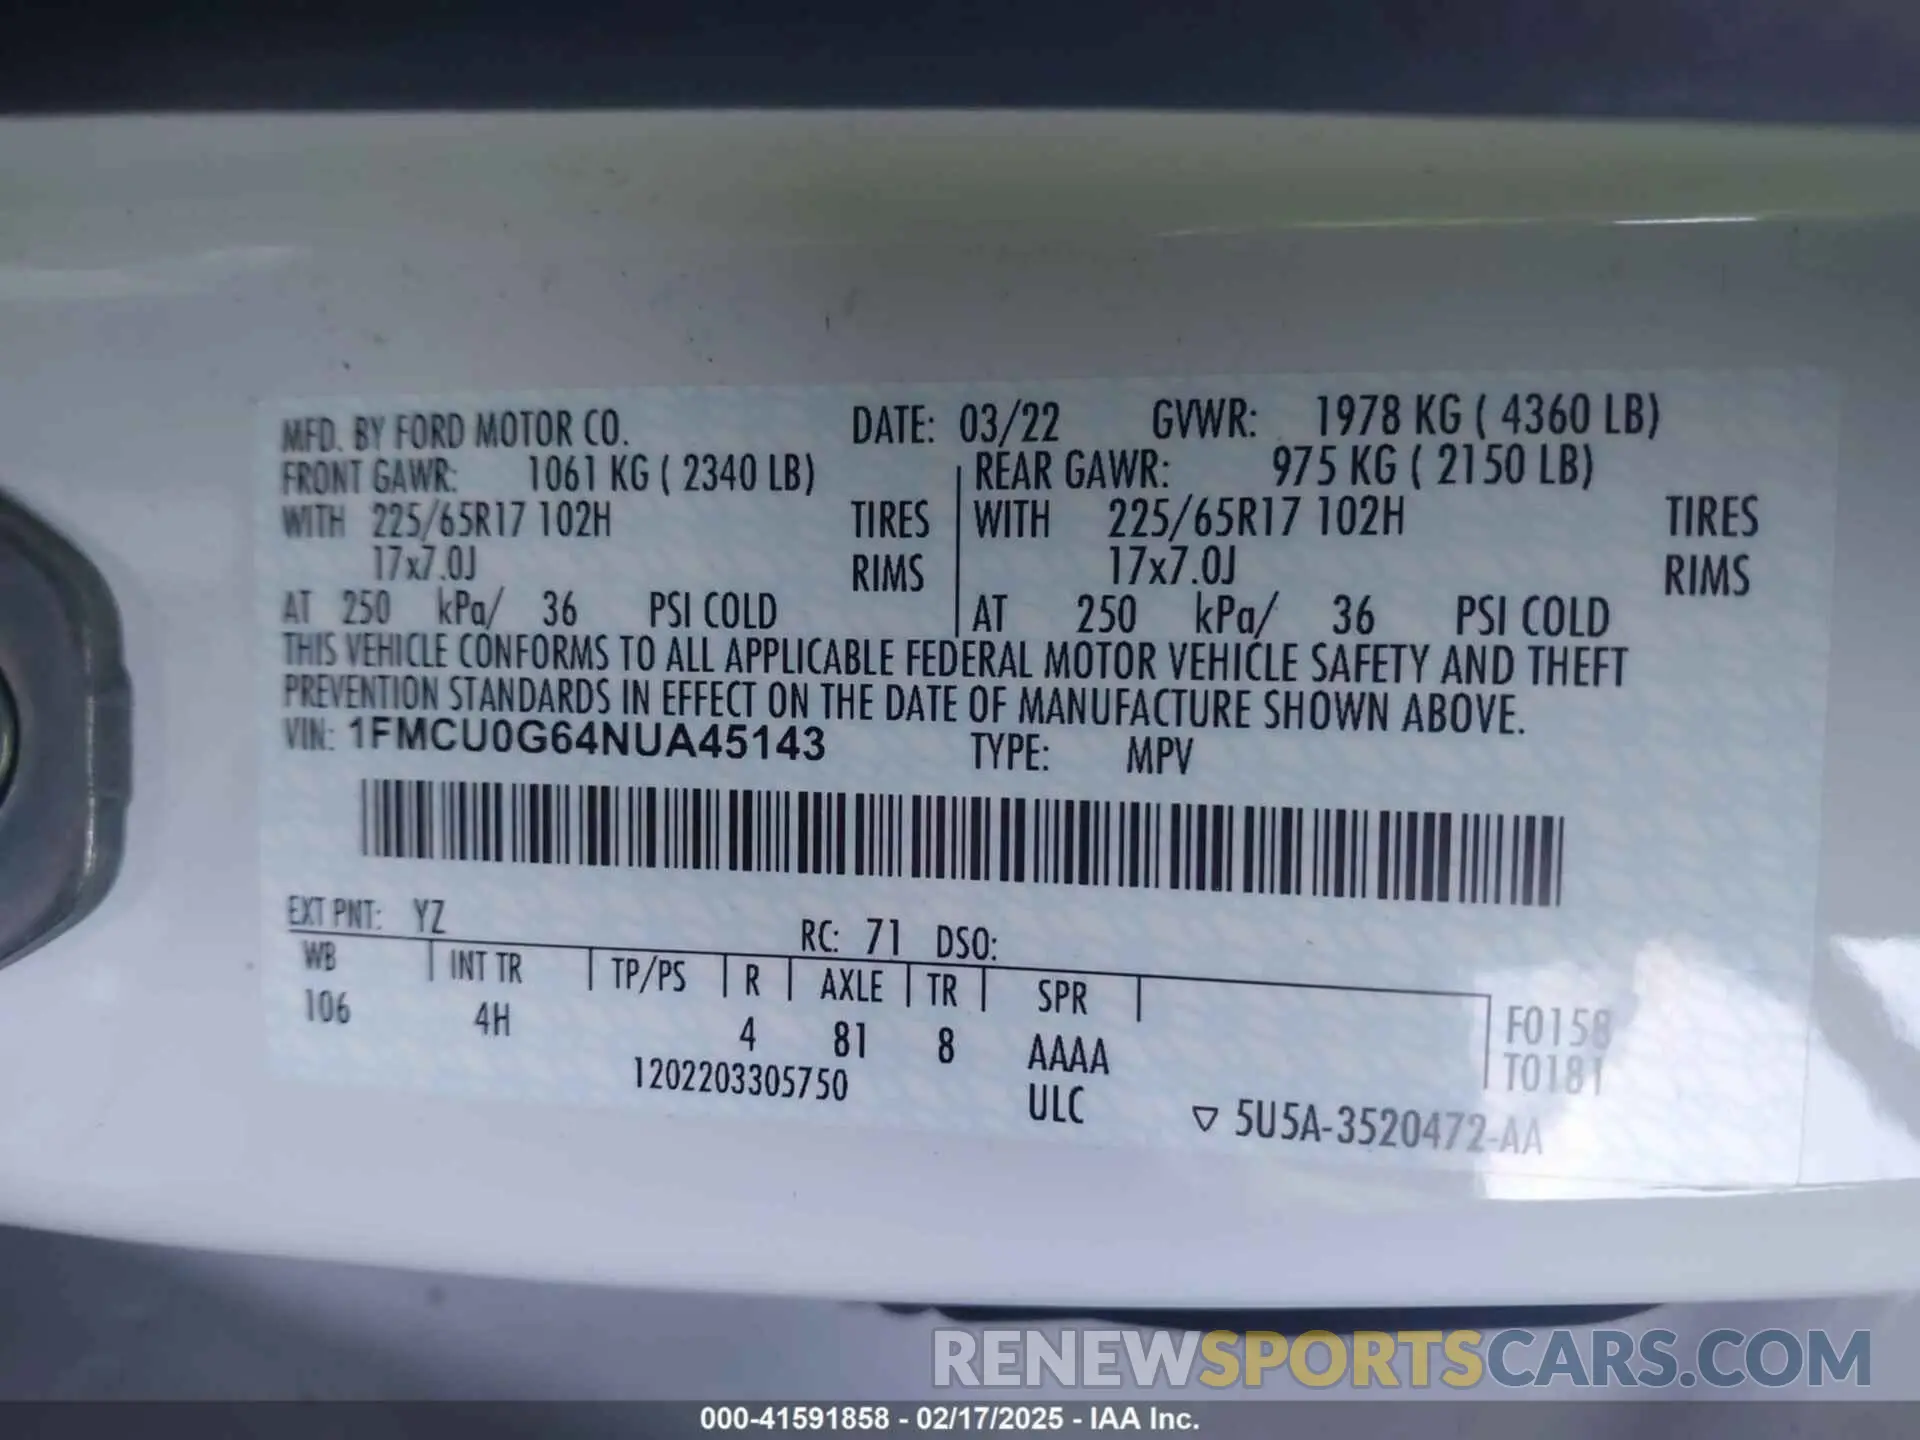 MFD. BY FORD MOTOR CO. DATE: 03/22 GVWR: 1978 KG ( 4360 LB)
FRONT GAWR: 1061 KG ( 2340 LB) REAR GAWR: 975 KG ( 2150 LB)
WITH 225/65R17 102H TIRES WITH 225/65R17 102H TIRES
17x7.0J RIMS 17x7.0J RIMS
AT 250 kPa/ 36 PSI COLD AT 250 kPa/ 36 PSI COLD
THIS VEHICLE CONFORMS TO ALL APPLICABLE FEDERAL MOTOR VEHICLE SAFETY AND THEFT
PREVENTION STANDARDS IN EFFECT ON THE DATE OF MANUFACTURE SHOWN ABOVE.
VIN: 1FMCU0G64NUA45143 TYPE: MPV
EXT PNT: YZ RC: 71 DSO:
WB INT TR TP/PS R AXLE TR SPR F0158
106 4H 4 81 8 AAAA T0181
1202203305750 ULC ▽ 5U5A-3520472-AA
RENEWSPORTSCARS.COM
000-41591858 - 02/17/2025 - IAA Inc.